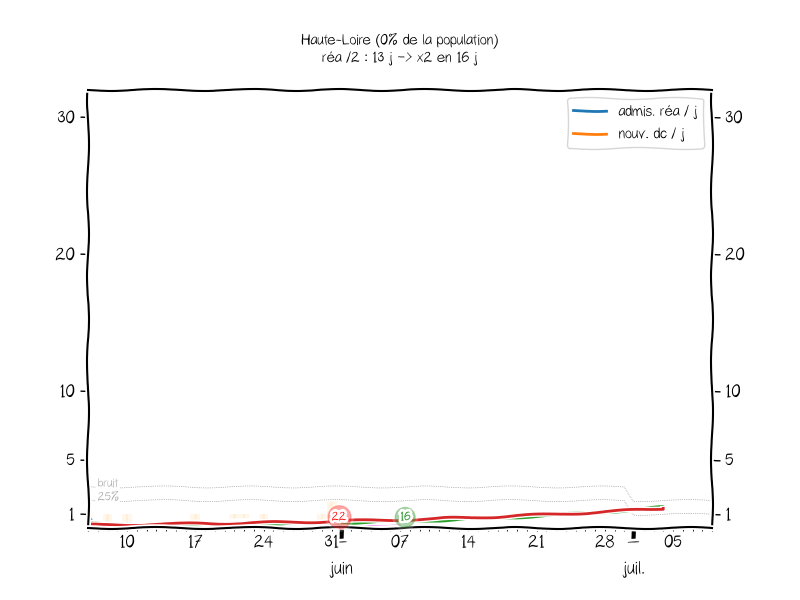 Haute-Loire (0% de la population)
réa /2 : 13 j -> x2 en 16 j
admis. réa / j
nouv. dc / j
30
30
20
20
10
10
5
5
bruit
25%
1
1
22
16
10 17 24 31 07 14 21 28 05
juin juil.